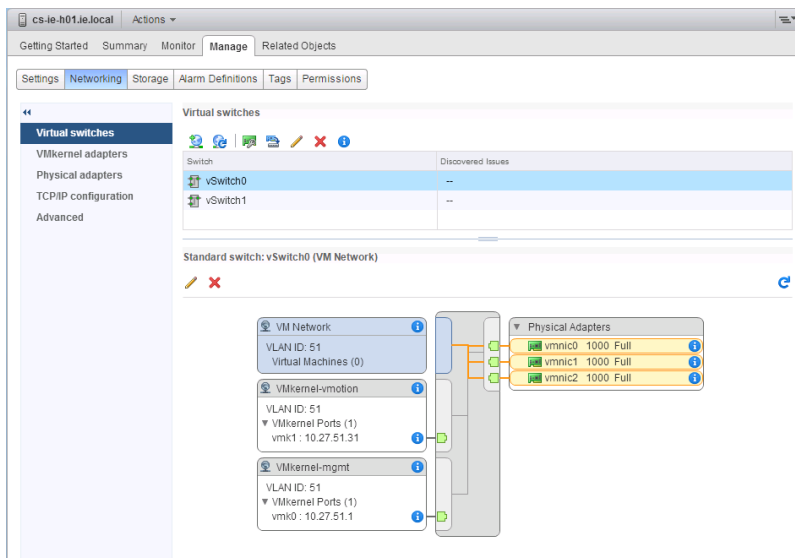 cs-ie-h01.ie.local Actions
Getting Started Summary Monitor Manage Related Objects
Settings Networking Storage Alarm Definitions Tags Permissions
Virtual switches
VMkernel adapters
Physical adapters
TCP/IP configuration
Advanced
Virtual switches
Switch Discovered Issues
vSwitch0 --
vSwitch1 --
Standard switch: vSwitch0 (VM Network)
VM Network
VLAN ID: 51
Virtual Machines (0)
VMkernel-vmotion
VLAN ID: 51
VMkernel Ports (1)
vmk1 : 10.27.51.31
VMkernel-mgmt
VLAN ID: 51
VMkernel Ports (1)
vmk0 : 10.27.51.1
Physical Adapters
vmnic0 1000 Full
vmnic1 1000 Full
vmnic2 1000 Full